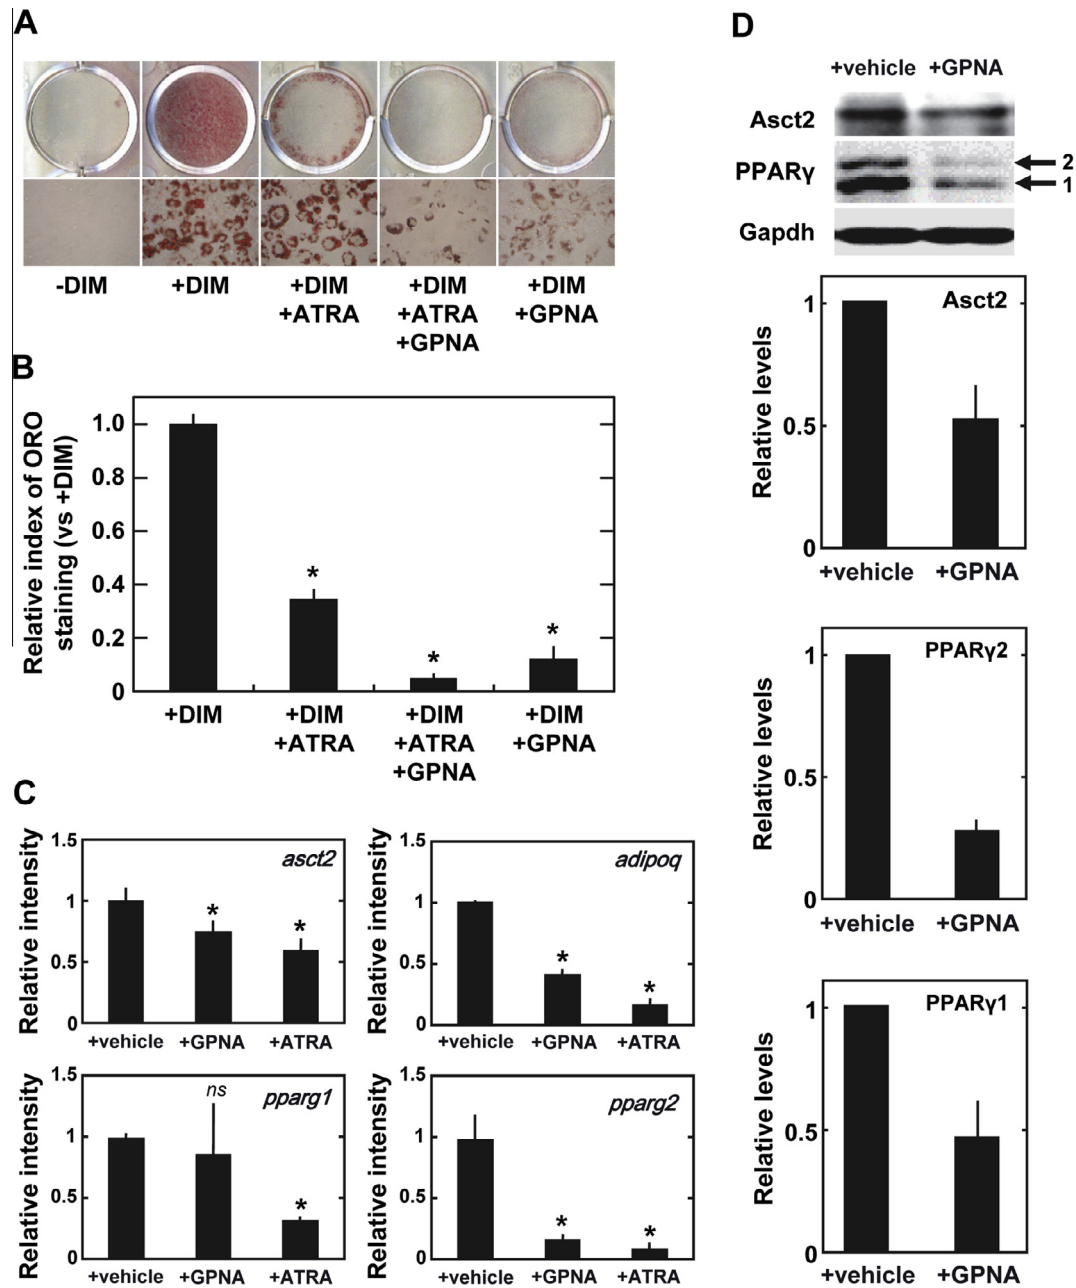 A
-DIM
+DIM
+DIM
+ATRA
+DIM
+ATRA
+GPNA
+DIM
+GPNA
B
Relative index of ORO
staining (vs +DIM)
1.0
0.8
0.6
0.4
0.2
0
*
*
*
+DIM
+DIM
+ATRA
+DIM
+ATRA
+GPNA
+DIM
+GPNA
C
Relative intensity
1.5
1
0.5
0
asct2
*
*
+vehicle
+GPNA
+ATRA
Relative intensity
1.5
1
0.5
0
adipoq
*
*
+vehicle
+GPNA
+ATRA
Relative intensity
1.5
1
0.5
0
ns
pparg1
*
+vehicle
+GPNA
+ATRA
Relative intensity
1.5
1
0.5
0
pparg2
*
*
+vehicle
+GPNA
+ATRA
D
+vehicle +GPNA
Asct2
PPARγ
2
1
Gapdh
Relative levels
1
0.5
0
Asct2
+vehicle
+GPNA
Relative levels
1
0.5
0
PPARγ2
+vehicle
+GPNA
Relative levels
1
0.5
0
PPARγ1
+vehicle
+GPNA